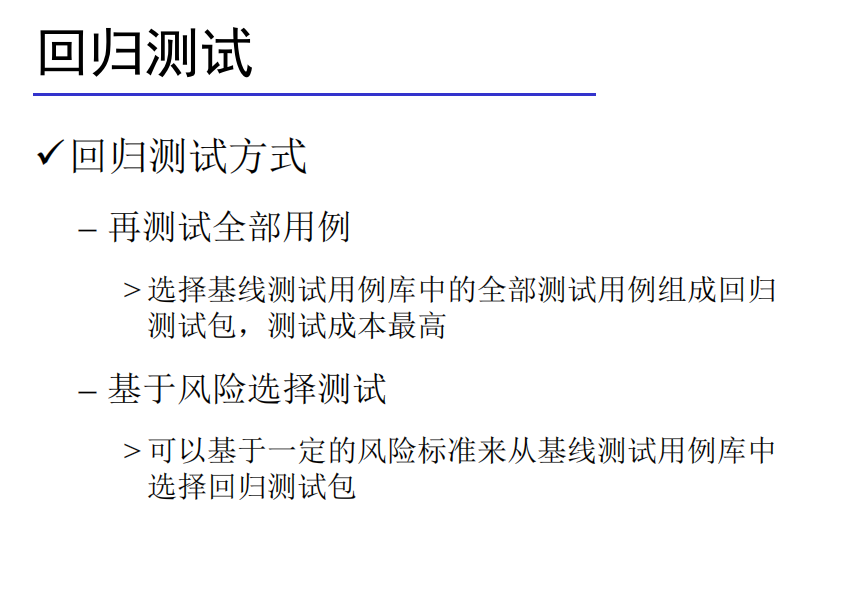 回归测试
✓回归测试方式
– 再测试全部用例
> 选择基线测试用例库中的全部测试用例组成回归
测试包，测试成本最高
– 基于风险选择测试
> 可以基于一定的风险标准来从基线测试用例库中
选择回归测试包